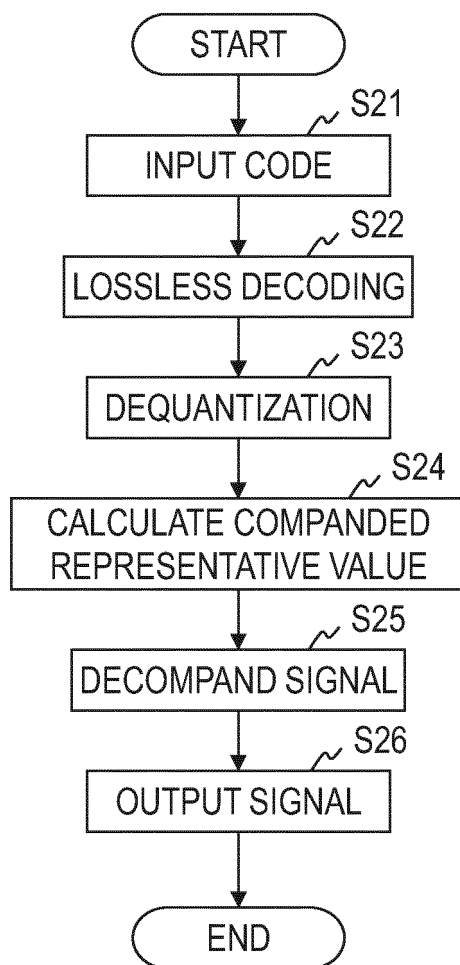 START
S21
INPUT CODE
S22
LOSSLESS DECODING
S23
DEQUANTIZATION
S24
CALCULATE COMPANDED
REPRESENTATIVE VALUE
S25
DECOMPAND SIGNAL
S26
OUTPUT SIGNAL
END